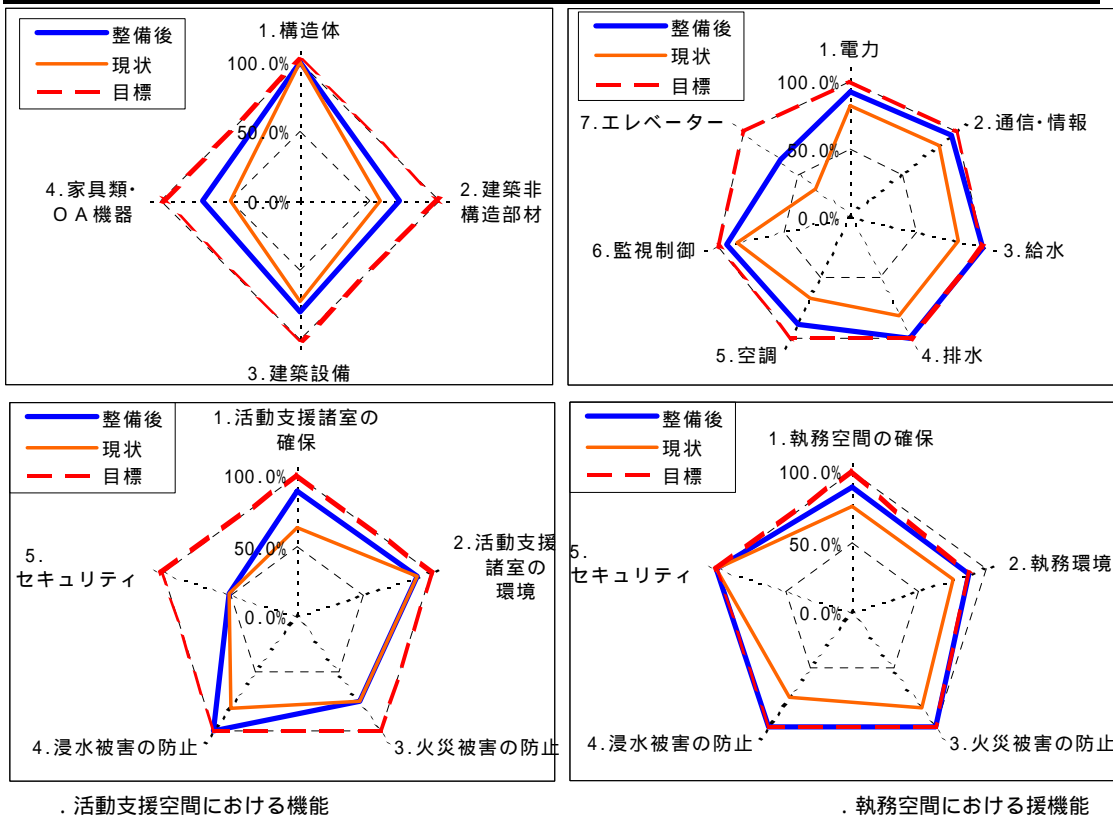 整備後
現状
目標
1.構造体
100.0%
50.0%
0.0%
2.建築非
構造部材
3.建築設備
4.家具類・
ＯＡ機器
整備後
現状
目標
1.電力
100.0%
50.0%
0.0%
2.通信・情報
3.給水
4.排水
5.空調
6.監視制御
7.エレベーター
整備後
現状
目標
1.活動支援諸室の
確保
100.0%
50.0%
0.0%
2.活動支援
諸室の
環境
3.火災被害の防止
4.浸水被害の防止
5.
セキュリティ
整備後
現状
目標
1.執務空間の確保
100.0%
50.0%
0.0%
2.執務環境
3.火災被害の防止
4.浸水被害の防止
5.
セキュリティ
．活動支援空間における機能
．執務空間における援機能